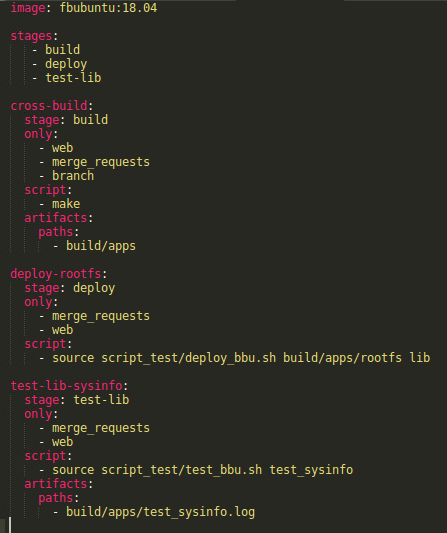 image: fbubuntu:18.04

stages:
    - build
    - deploy
    - test-lib

cross-build:
  stage: build
  only:
    - web
    - merge_requests
    - branch
  script:
    - make
  artifacts:
    paths:
      - build/apps

deploy-rootfs:
  stage: deploy
  only:
    - merge_requests
    - web
  script:
    - source script_test/deploy_bbu.sh build/apps/rootfs lib

test-lib-sysinfo:
  stage: test-lib
  only:
    - merge_requests
    - web
  script:
    - source script_test/test_bbu.sh test_sysinfo
  artifacts:
    paths:
      - build/apps/test_sysinfo.log